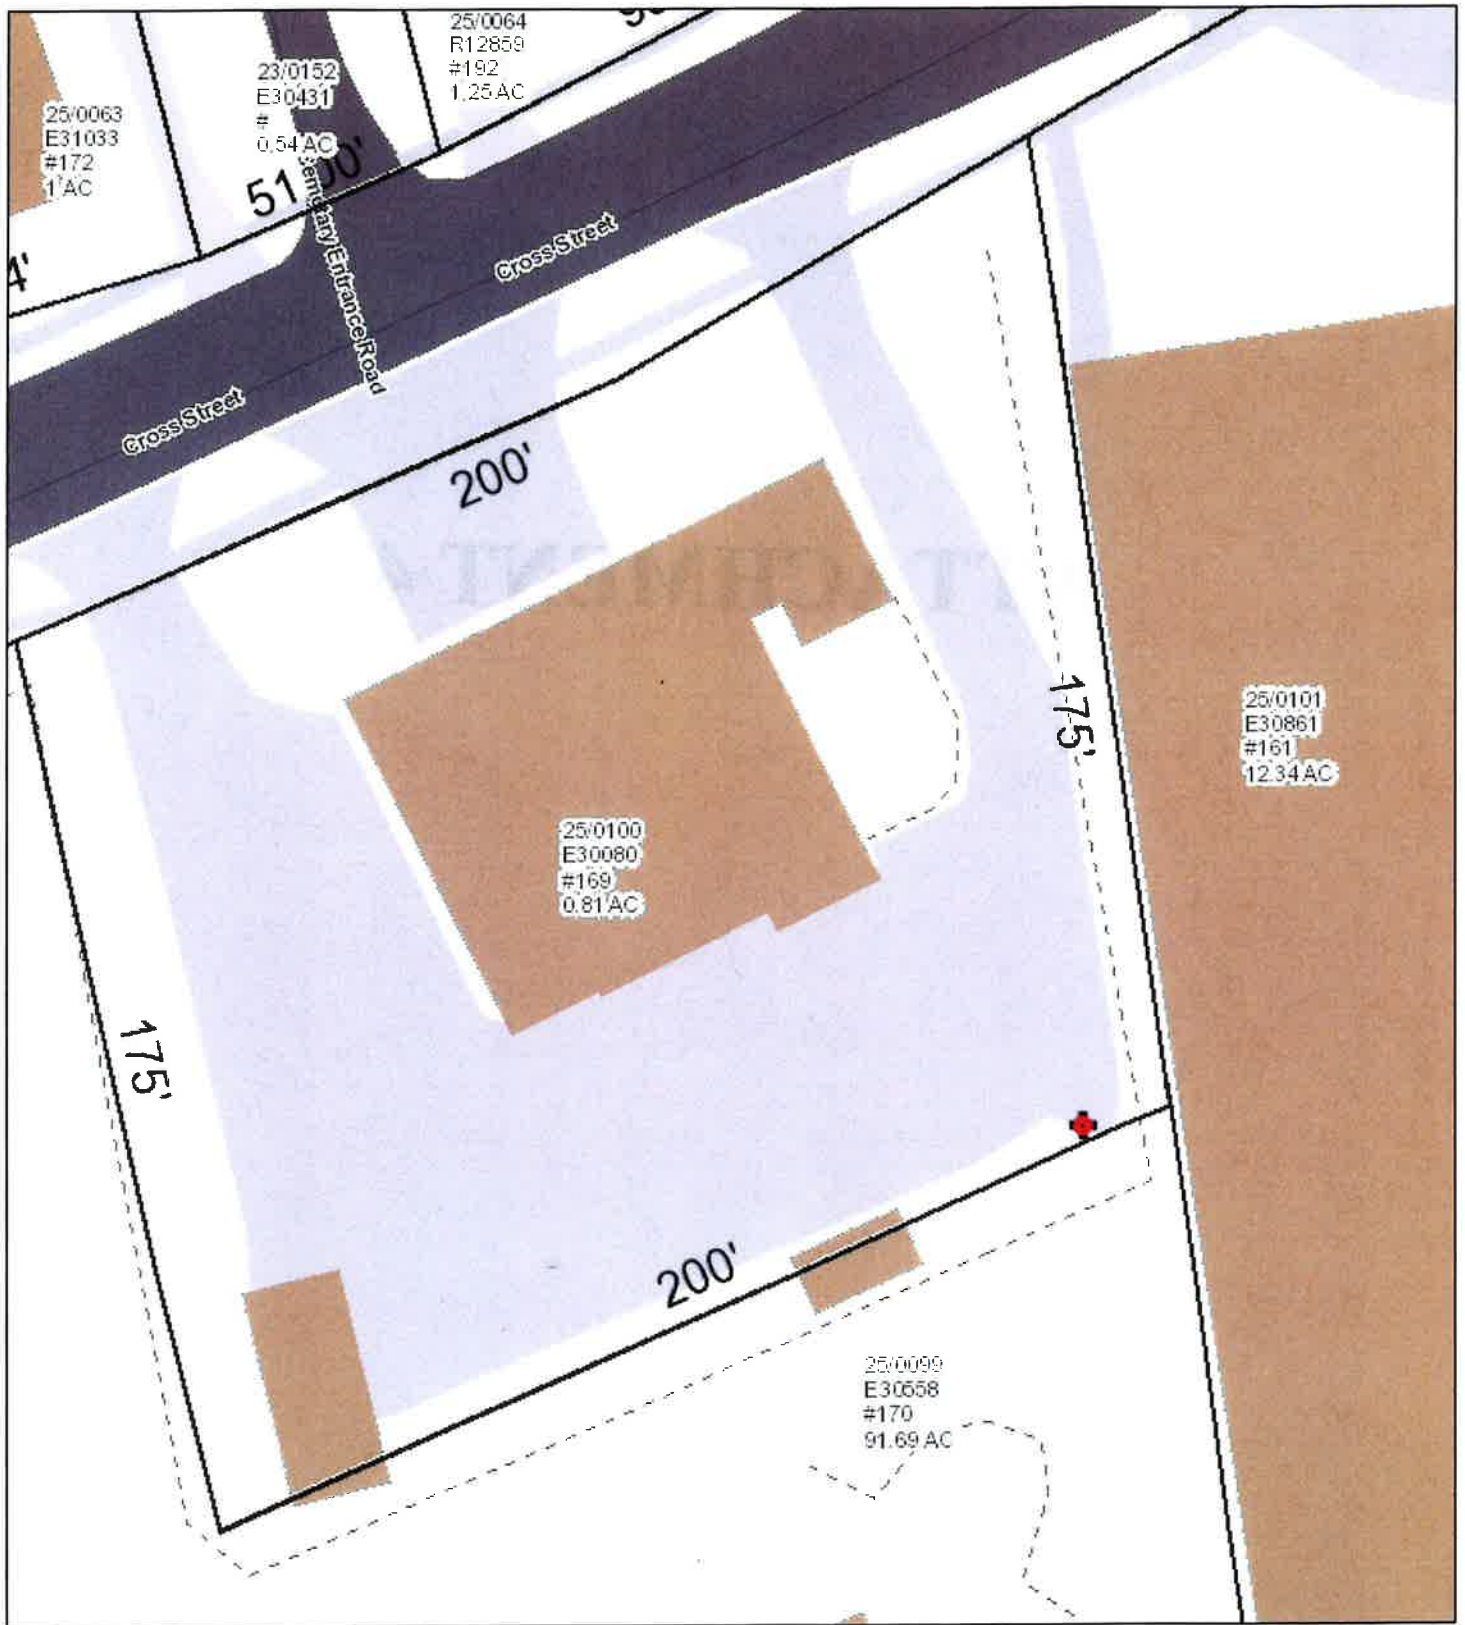 25/0064
R12859
#192
1.25 AC
23/0152
E30431
#
0.54 AC
25/0063
E31033
#172
1 AC
4'
Entrance Road
Cross Street
Cross Street
200'
175'
25/0101
E30861
#161
12.34 AC
25/0100
E30080
#169
0.81 AC
175'
200'
25/0099
E30558
#170
91.69 AC